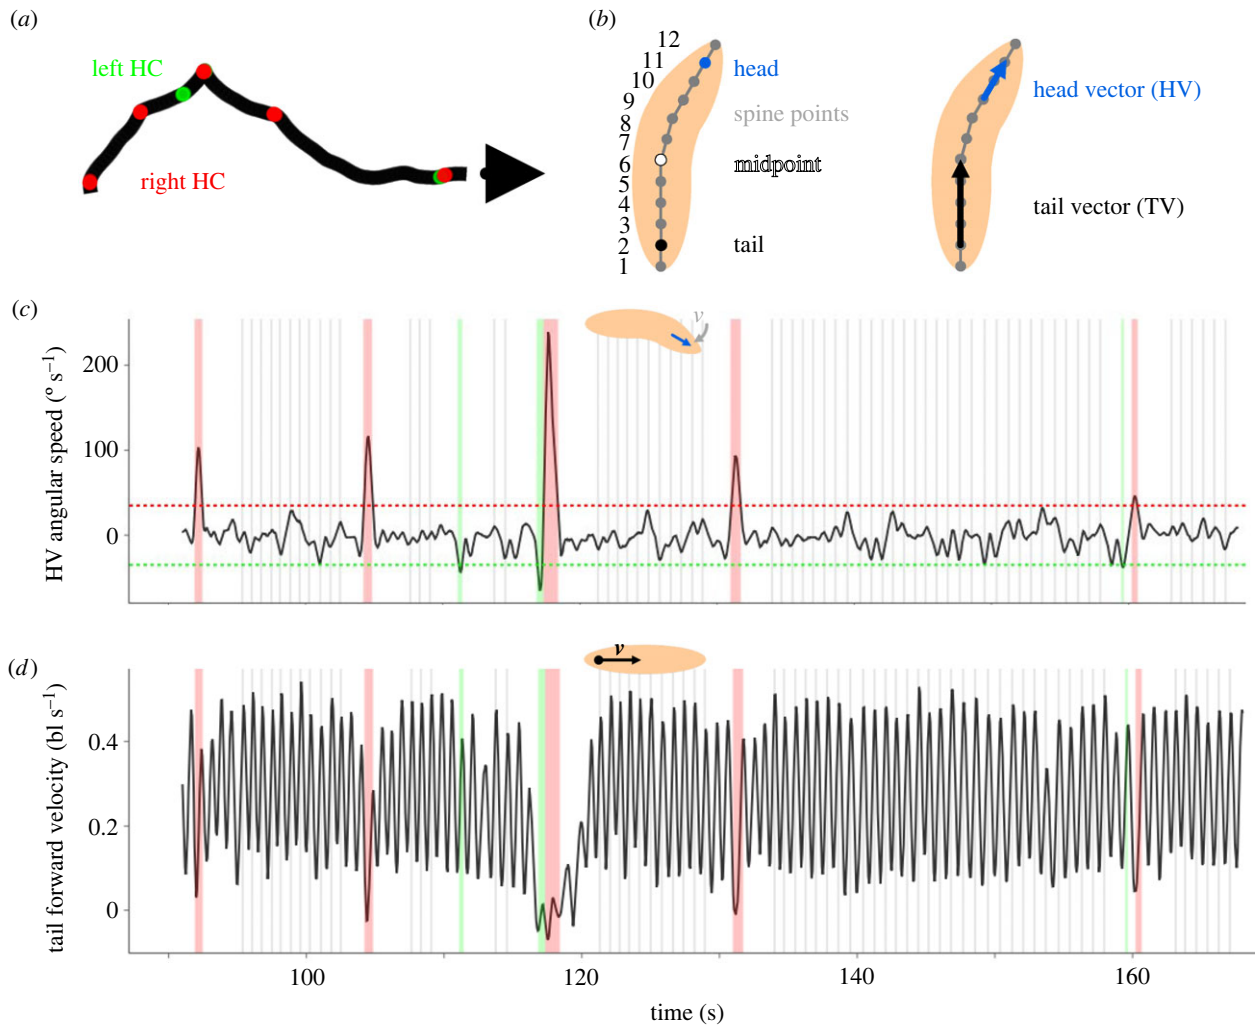 (a)
left HC
right HC
(b)
12
11
10
9
8
7
6
5
4
3
2
1
head
spine points
midpoint
tail
head vector (HV)
tail vector (TV)
(c)
HV angular speed (° s⁻¹)
200
100
0
v
(d)
tail forward velocity (bl s⁻¹)
0.4
0.2
0
v
100
120
140
160
time (s)